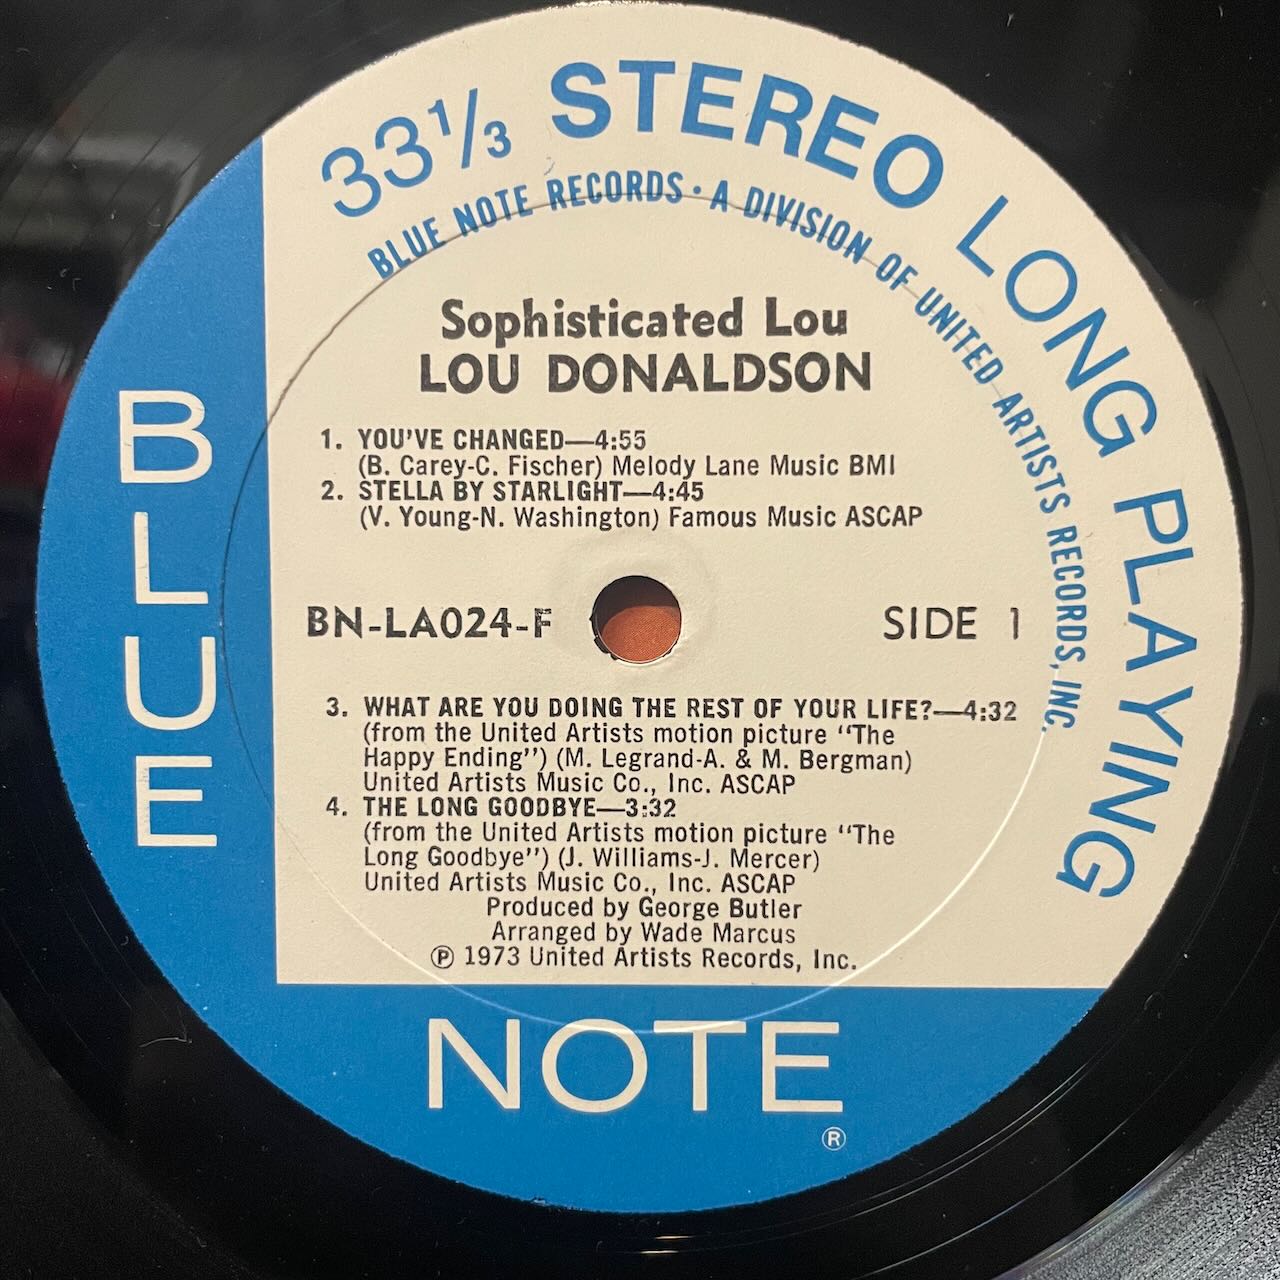 33⅓ STEREO LONG PLAYING
BLUE NOTE RECORDS · A DIVISION OF UNITED ARTISTS RECORDS, INC.
Sophisticated Lou
LOU DONALDSON
1. YOU'VE CHANGED—4:55
(B. Carey-C. Fischer) Melody Lane Music BMI
2. STELLA BY STARLIGHT—4:45
(V. Young-N. Washington) Famous Music ASCAP
BN-LA024-F
SIDE 1
3. WHAT ARE YOU DOING THE REST OF YOUR LIFE?—4:32
(from the United Artists motion picture "The
Happy Ending") (M. Legrand-A. & M. Bergman)
United Artists Music Co., Inc. ASCAP
4. THE LONG GOODBYE—3:32
(from the United Artists motion picture "The
Long Goodbye") (J. Williams-J. Mercer)
United Artists Music Co., Inc. ASCAP
Produced by George Butler
Arranged by Wade Marcus
℗ 1973 United Artists Records, Inc.
BLUE
NOTE
®